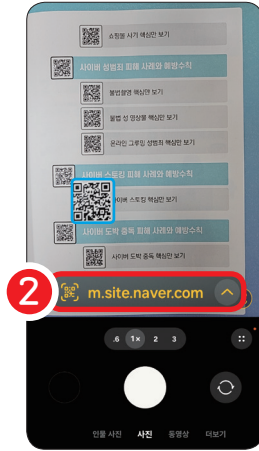 쇼핑몰 사기 핵심만 보기
사이버 성범죄 피해 사례와 예방수칙
불법촬영 핵심만 보기
불법 성 영상물 핵심만 보기
온라인 그루밍 성범죄 핵심만 보기
사이버 스토킹 피해 사례와 예방수칙
사이버 스토킹 핵심만 보기
사이버 도박 중독 피해 사례와 예방수칙
사이버 도박 중독 핵심만 보기
2
m.site.naver.com
.6 1× 2 3
인물 사진 사진 동영상 더보기